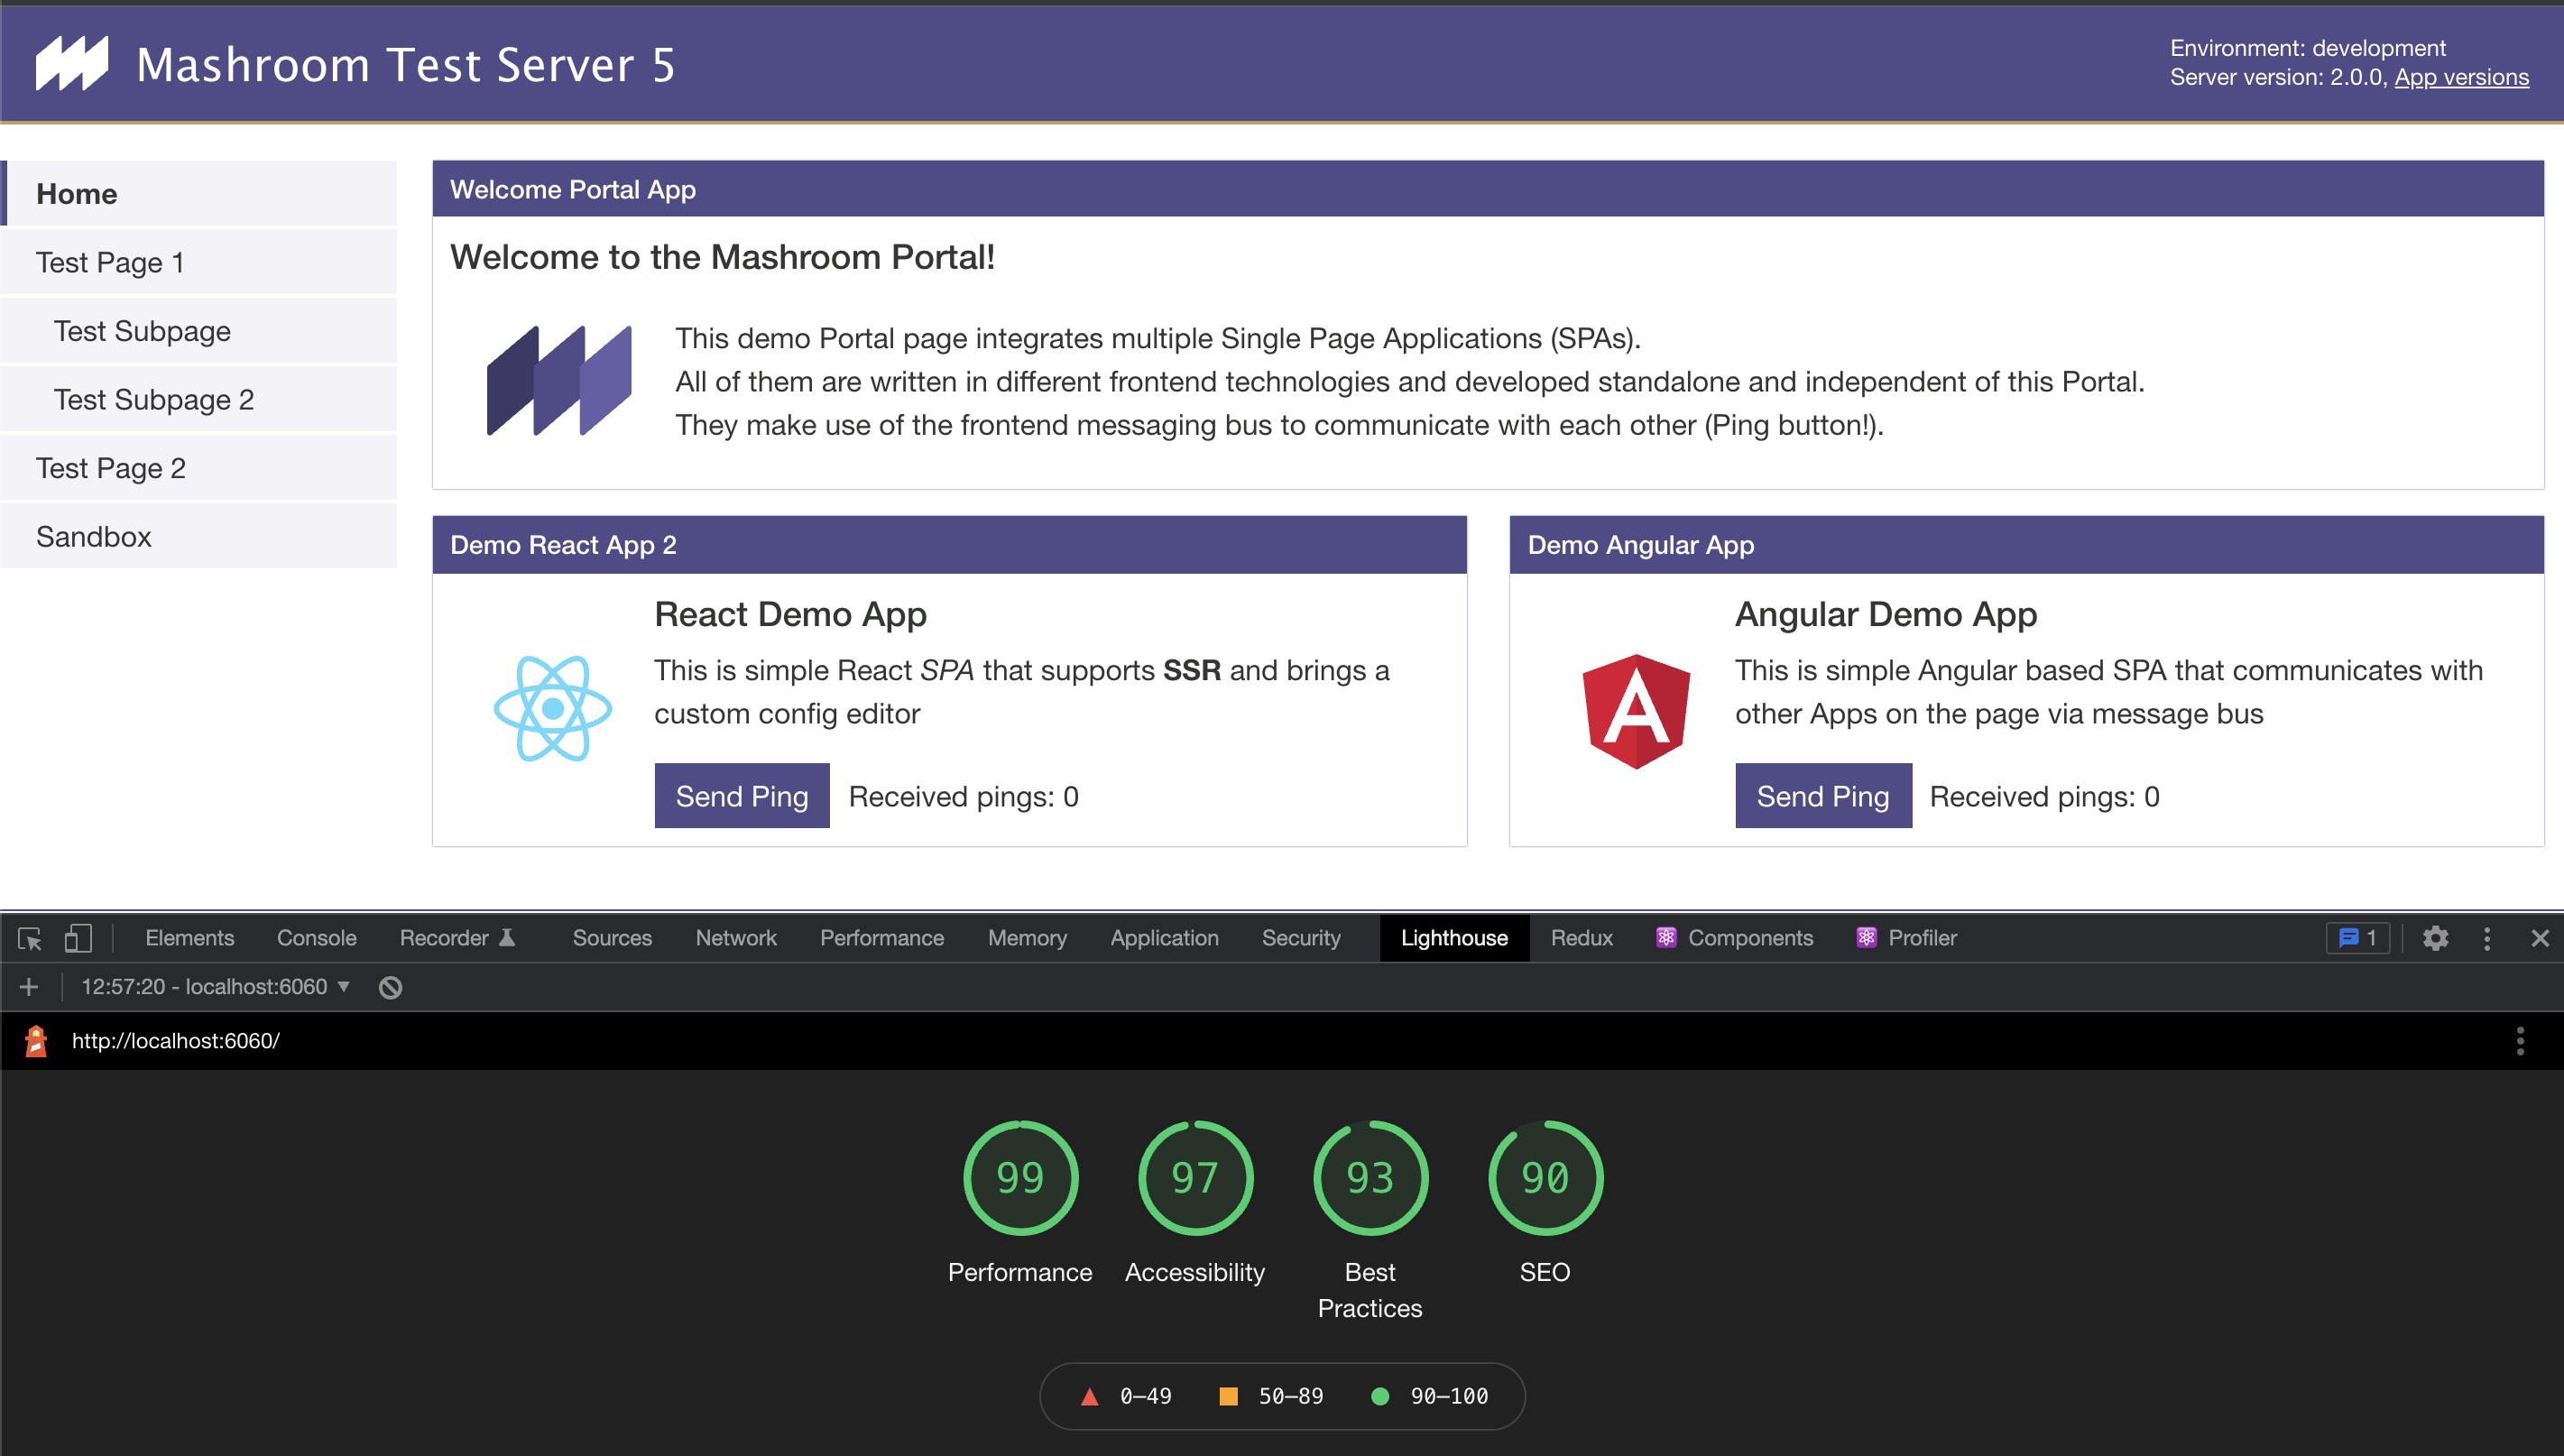 Mashroom Test Server 5
Environment: development
Server version: 2.0.0, App versions
Home
Test Page 1
Test Subpage
Test Subpage 2
Test Page 2
Sandbox
Welcome Portal App
Welcome to the Mashroom Portal!
This demo Portal page integrates multiple Single Page Applications (SPAs).
All of them are written in different frontend technologies and developed standalone and independent of this Portal.
They make use of the frontend messaging bus to communicate with each other (Ping button!).
Demo React App 2
React Demo App
This is simple React SPA that supports SSR and brings a
custom config editor
Send Ping Received pings: 0
Demo Angular App
Angular Demo App
This is simple Angular based SPA that communicates with
other Apps on the page via message bus
Send Ping Received pings: 0
Elements Console Recorder Sources Network Performance Memory Application Security Lighthouse Redux Components Profiler 1
12:57:20 - localhost:6060
http://localhost:6060/
99 97 93 90
Performance Accessibility Best SEO
Practices
0–49 50–89 90–100